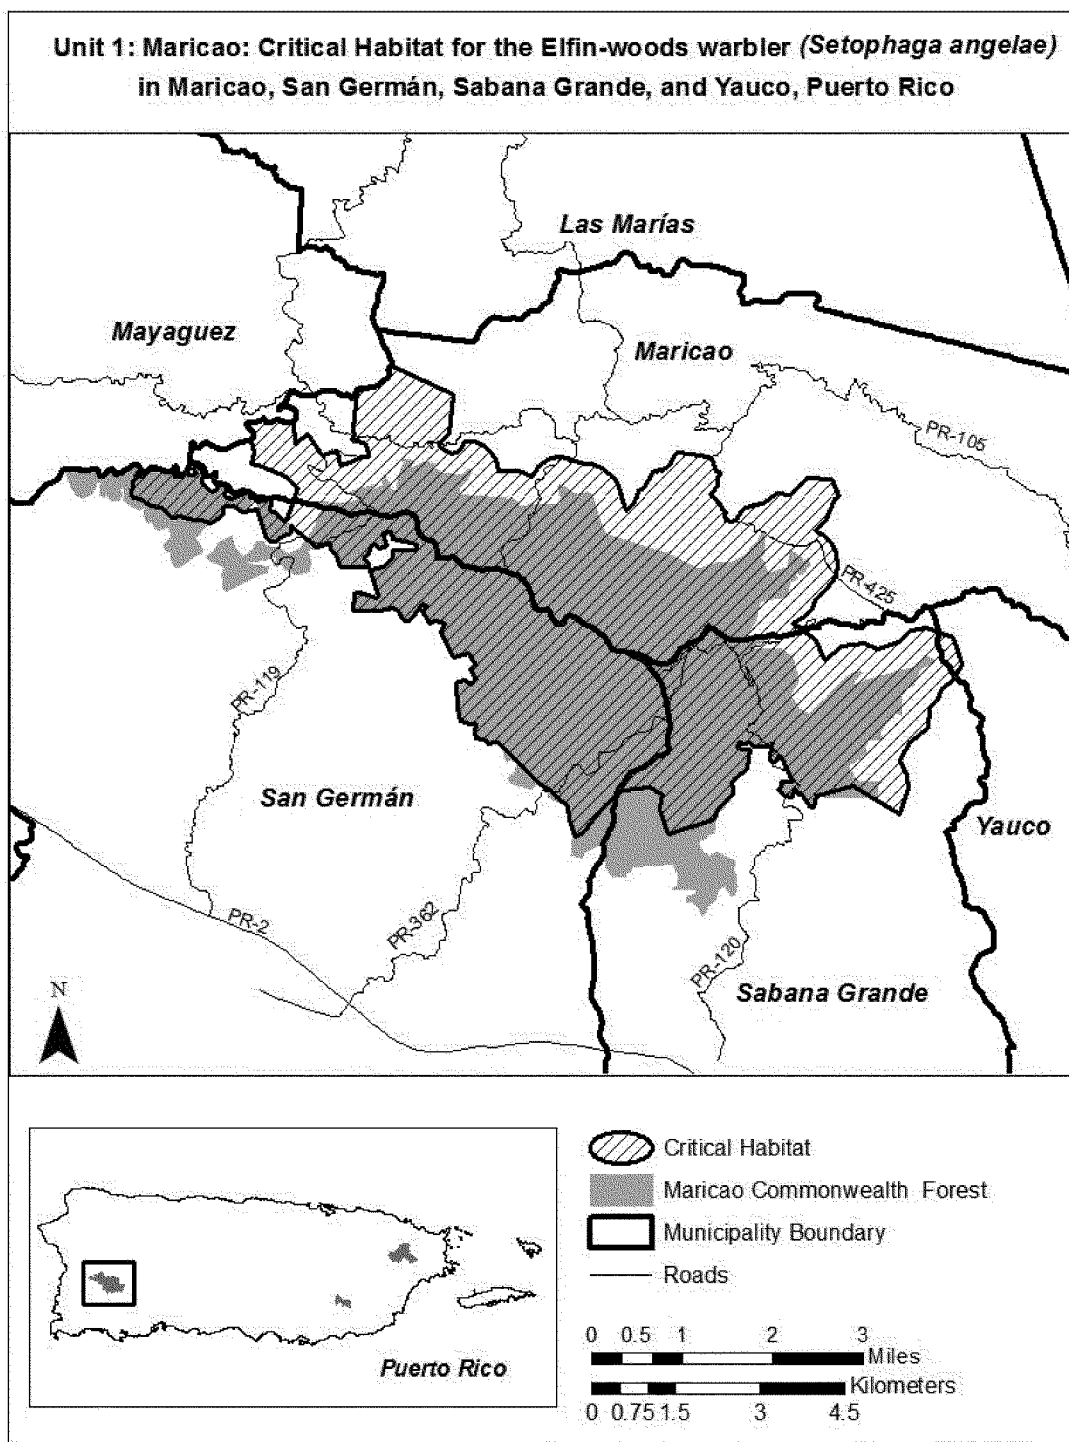 Unit 1: Maricao: Critical Habitat for the Elfin-woods warbler (Setophaga angelae)
in Maricao, San Germán, Sabana Grande, and Yauco, Puerto Rico
Las Marías
Mayaguez
Maricao
PR-105
PR-425
PR-119
San Germán
Yauco
PR-2
PR-362
PR-120
Sabana Grande
N
Critical Habitat
Maricao Commonwealth Forest
Municipality Boundary
Roads
Puerto Rico
0 0.5 1 2 3
Miles
Kilometers
0 0.75 1.5 3 4.5